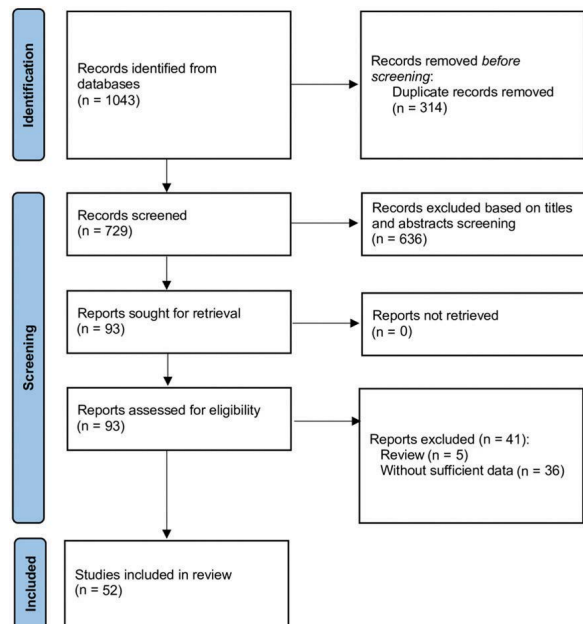 Identification
Records identified from
databases
(n = 1043)
Records removed before
screening:
Duplicate records removed
(n = 314)
Screening
Records screened
(n = 729)
Records excluded based on titles
and abstracts screening
(n = 636)
Reports sought for retrieval
(n = 93)
Reports not retrieved
(n = 0)
Reports assessed for eligibility
(n = 93)
Reports excluded (n = 41):
Review (n = 5)
Without sufficient data (n = 36)
Included
Studies included in review
(n = 52)